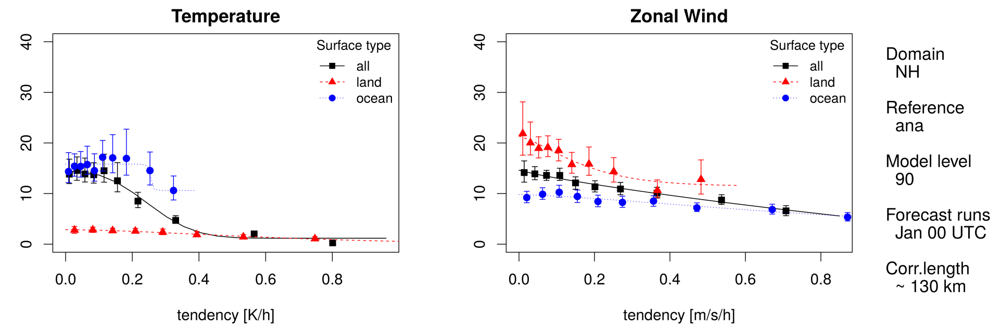 Temperature
40
30
20
10
0
Surface type
all
land
ocean
0.0 0.2 0.4 0.6 0.8
tendency [K/h]
Zonal Wind
40
30
20
10
0
Surface type
all
land
ocean
0.0 0.2 0.4 0.6 0.8
tendency [m/s/h]
Domain
NH
Reference
ana
Model level
90
Forecast runs
Jan 00 UTC
Corr.length
~ 130 km